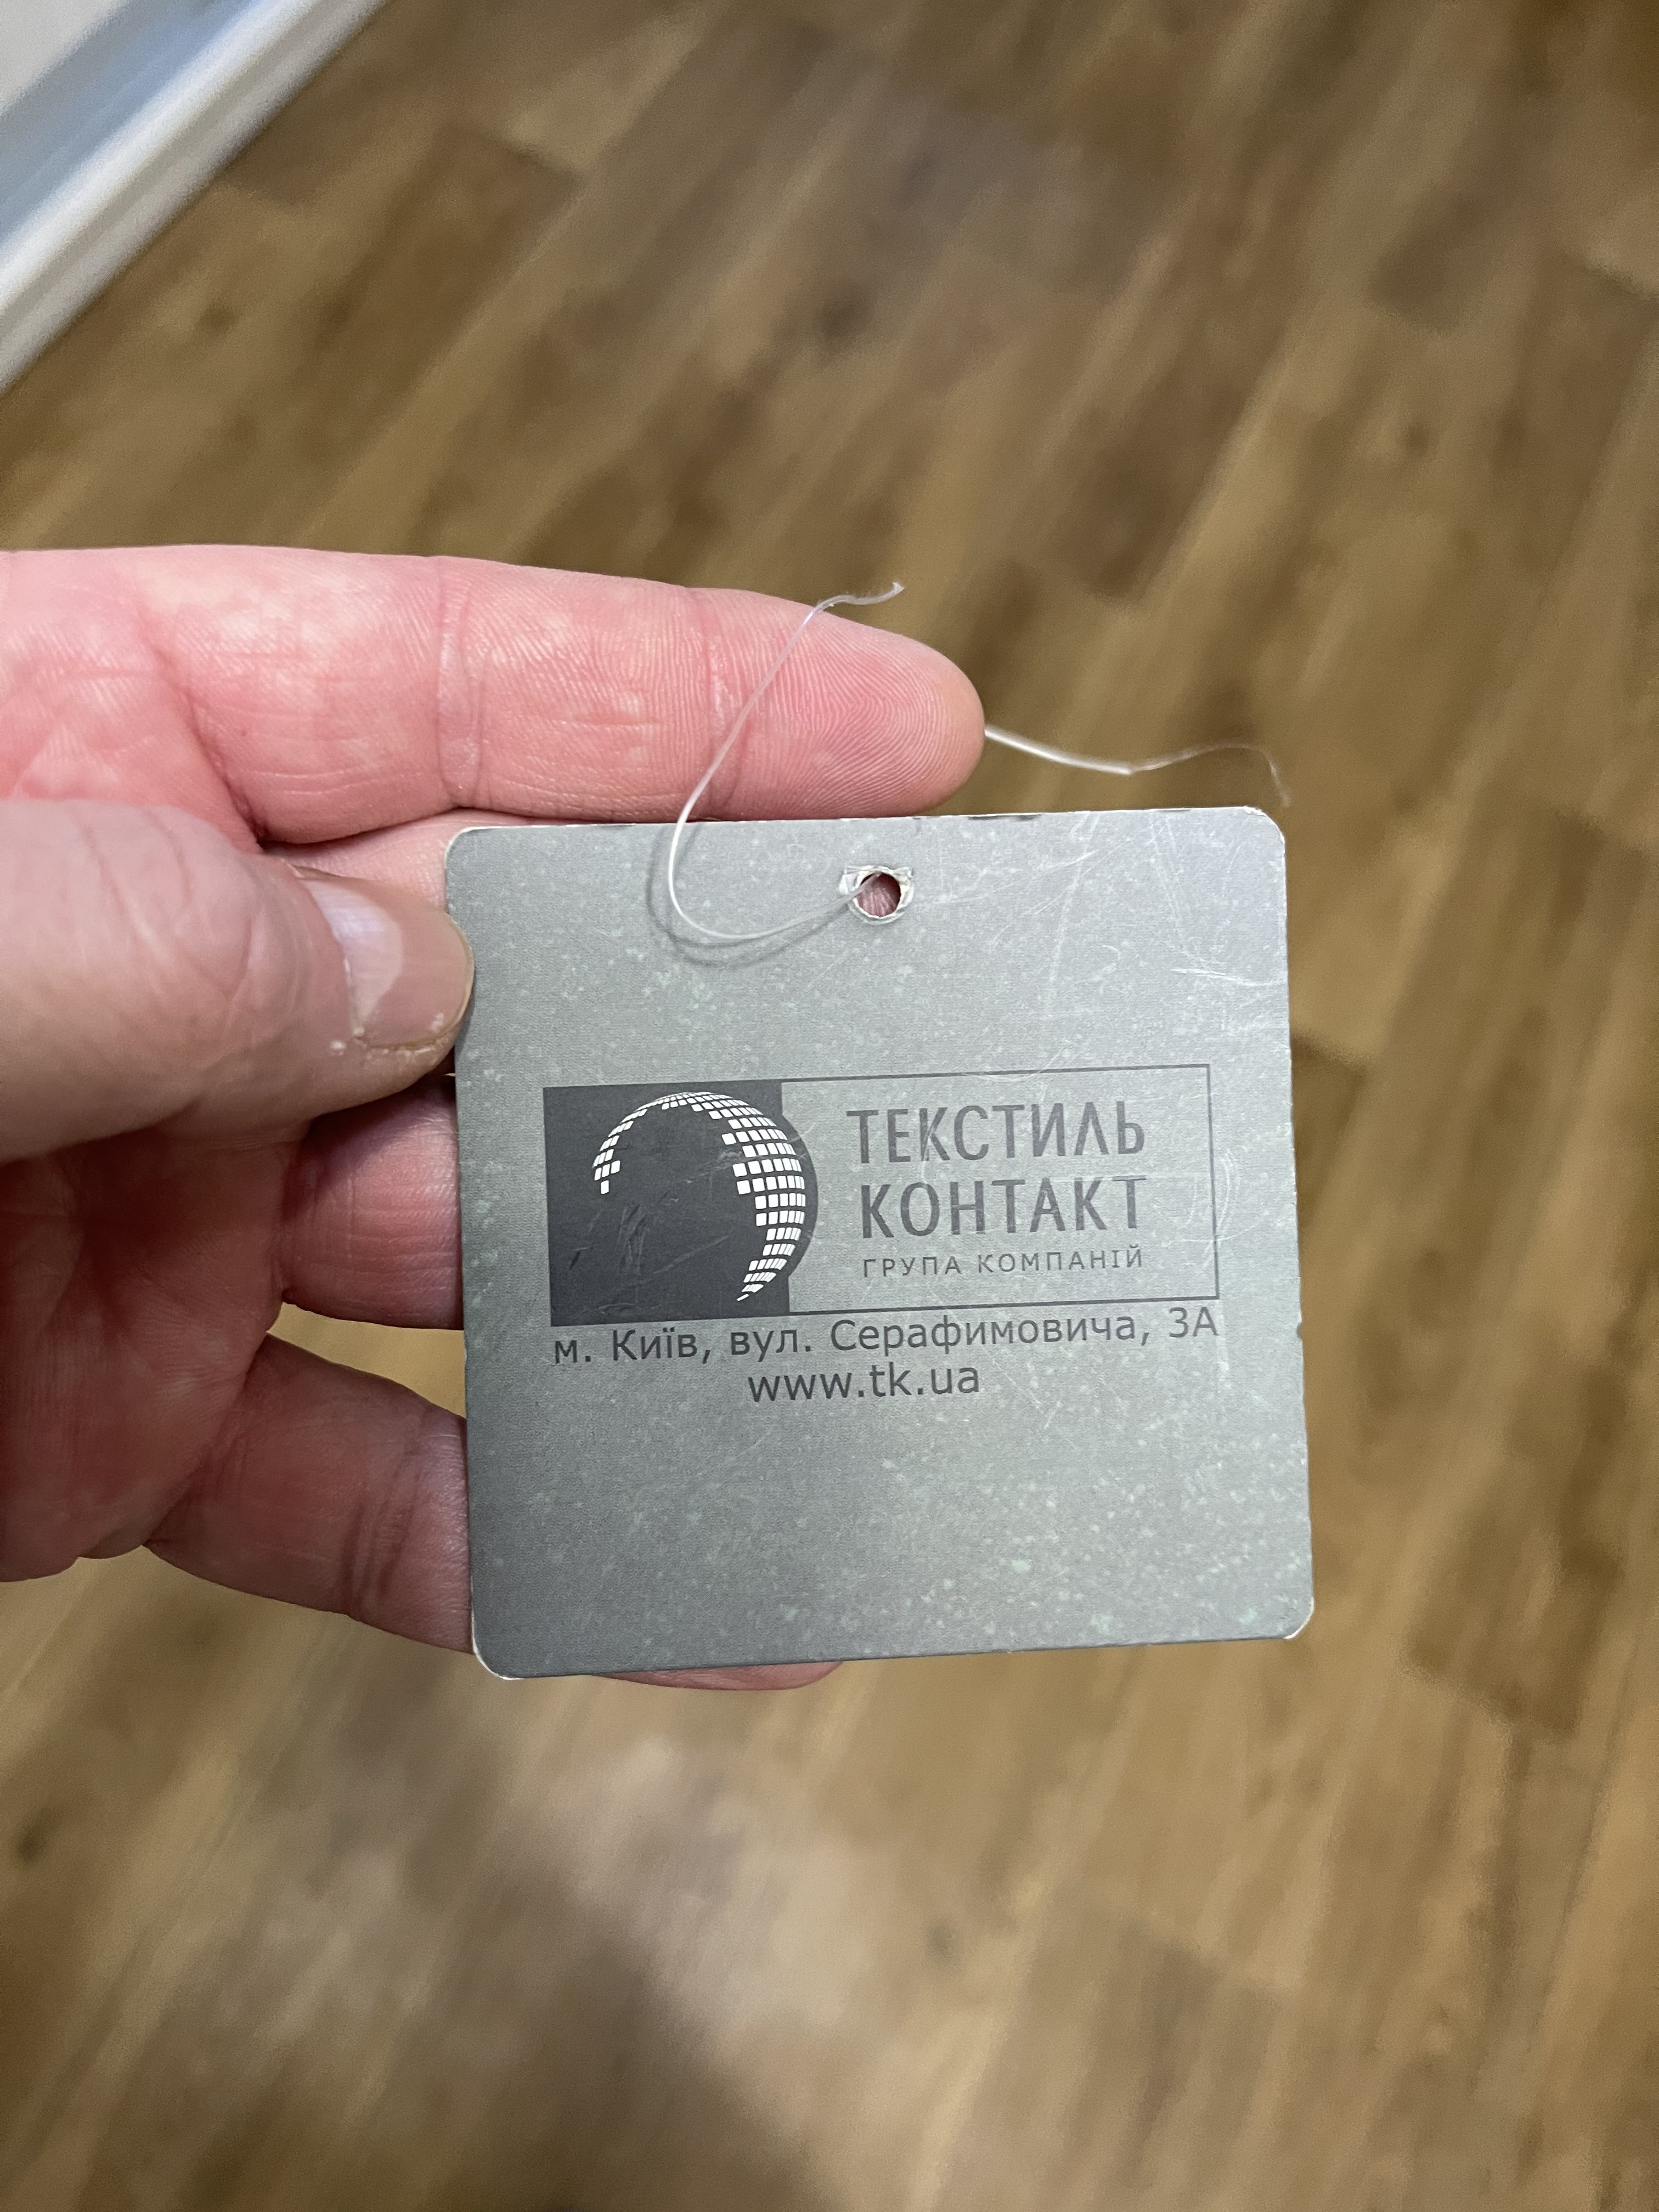 ТЕКСТИЛЬ
КОНТАКТ
ГРУПА КОМПАНІЙ
м. Київ, вул. Серафимовича, 3А
www.tk.ua